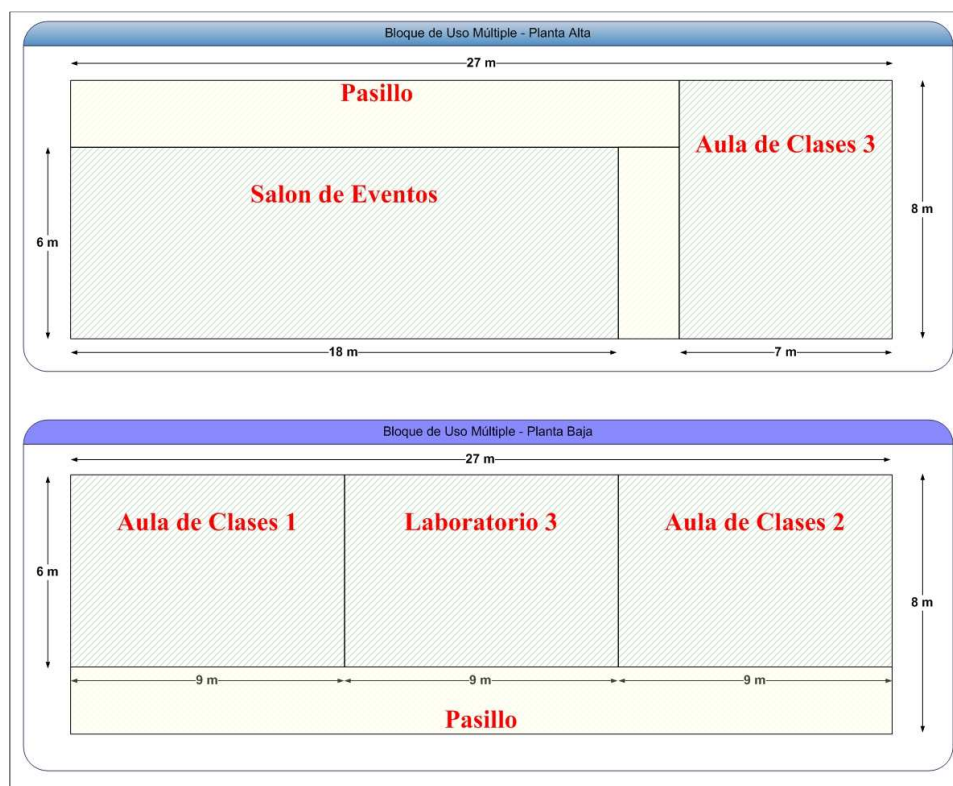 Bloque de Uso Múltiple - Planta Alta
27 m
Pasillo
Aula de Clases 3
Salon de Eventos
8 m
6 m
18 m
7 m
Bloque de Uso Múltiple - Planta Baja
27 m
Aula de Clases 1
Laboratorio 3
Aula de Clases 2
6 m
8 m
9 m
9 m
9 m
Pasillo